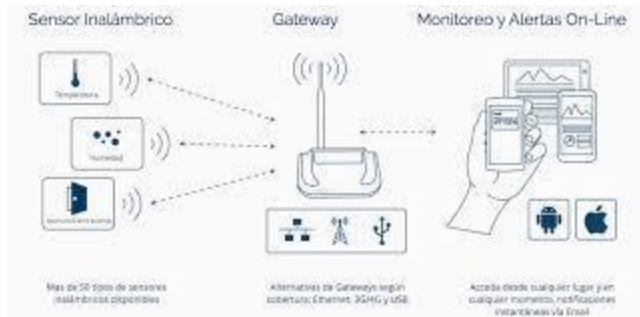 Sensor Inalámbrico
Gateway
Monitoreo y Alertas On-Line
Temperatura
Humedad
Mas de 50 tipos de sensores
inalámbricos disponibles
Alternativas de Gateways según
cobertura: Ethernet, 3G/4G y USB
Acceda desde cualquier lugar y en
cualquier momento, notificaciones
instantáneas vía Email